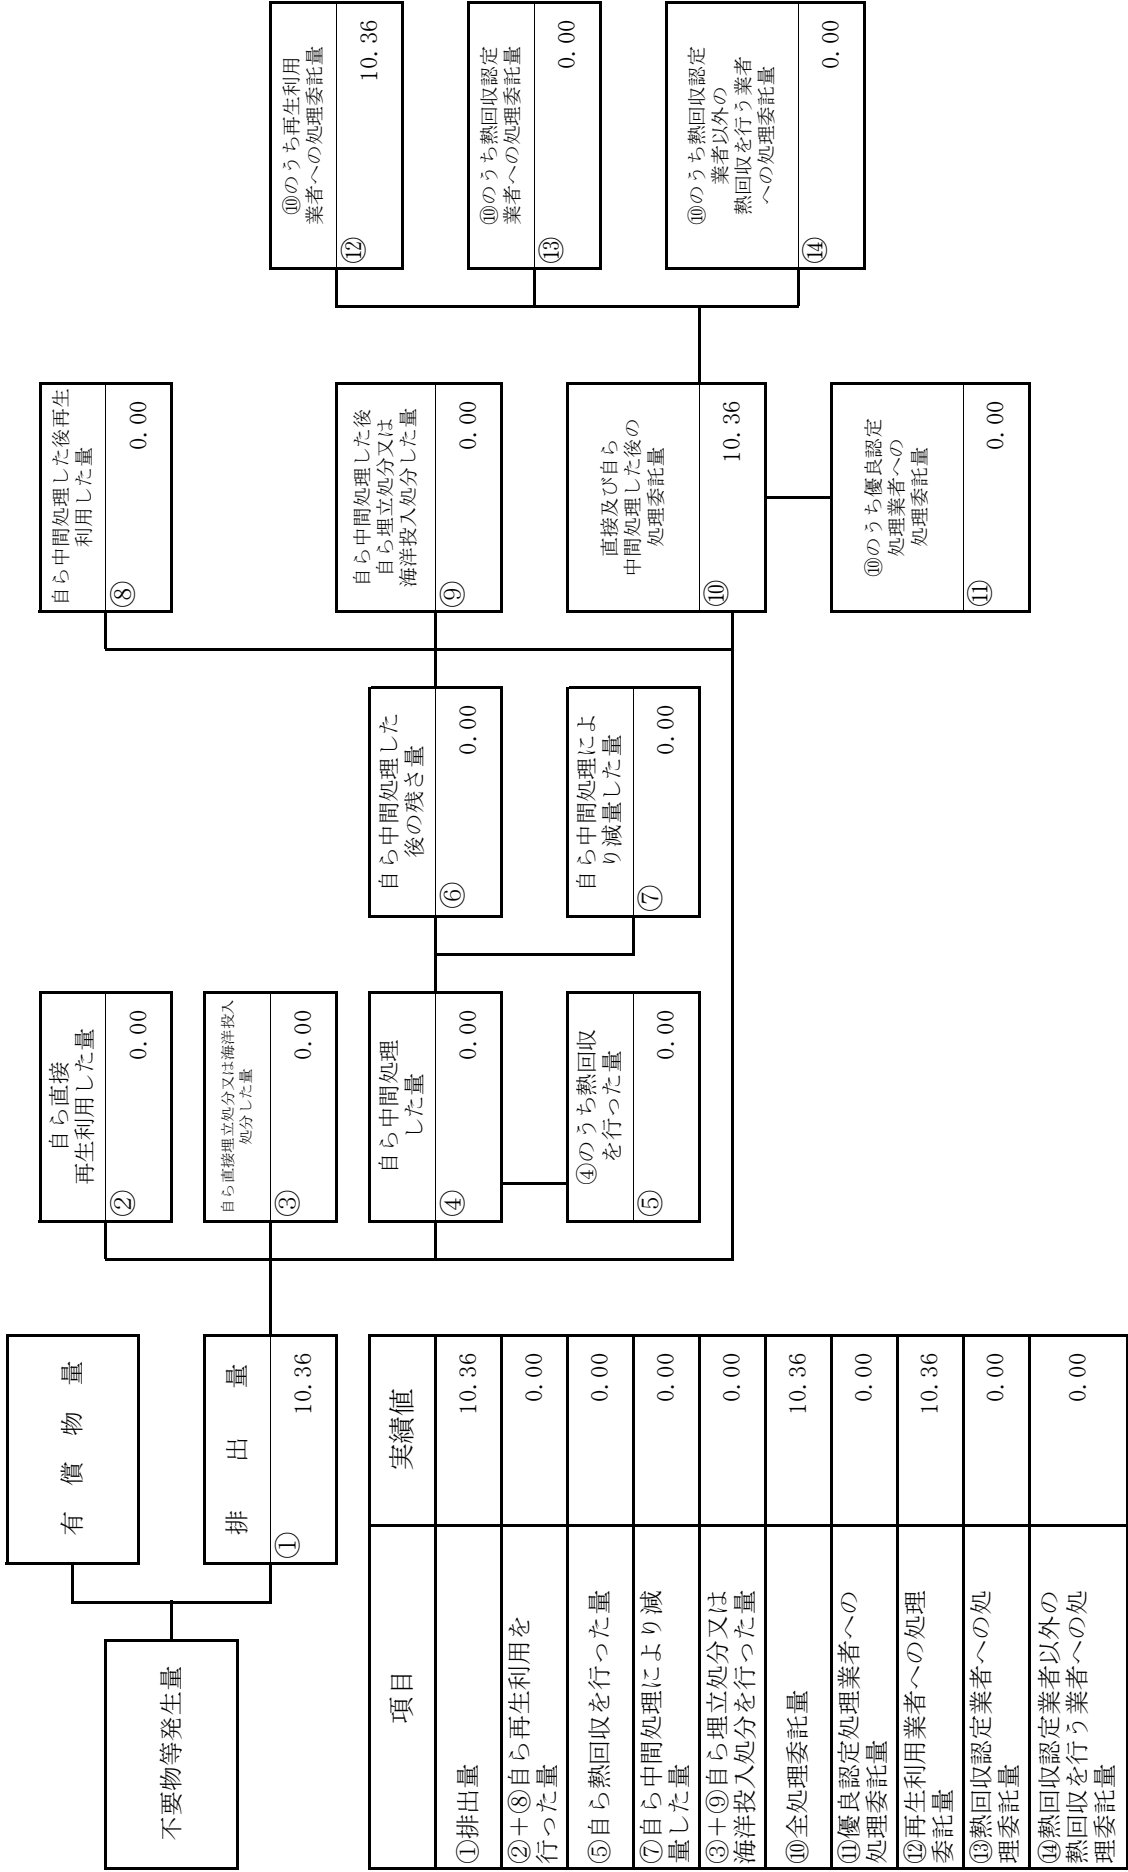 不要物等発生量
有償物量
排出量
①
10.36
自ら直接
再生利用した量
②
0.00
自ら直接埋立処分又は海洋投入
処分した量
③
0.00
自ら中間処理
した量
④
0.00
④のうち熱回収
を行った量
⑤
0.00
自ら中間処理した
後の残さ量
⑥
0.00
自ら中間処理によ
り減量した量
⑦
0.00
自ら中間処理した後再生
利用した量
⑧
0.00
自ら中間処理した後
自ら埋立処分又は
海洋投入処分した量
⑨
0.00
直接及び自ら
中間処理した後の
処理委託量
⑩
10.36
⑩のうち優良認定
処理業者への
処理委託量
⑪
0.00
⑩のうち再生利用
業者への処理委託量
⑫
10.36
⑩のうち熱回収認定
業者への処理委託量
⑬
0.00
⑩のうち熱回収認定
業者以外の
熱回収を行う業者
への処理委託量
⑭
0.00
項目
実績値
①排出量
10.36
②+⑧自ら再生利用を
行った量
0.00
⑤自ら熱回収を行った量
0.00
⑦自ら中間処理により減
量した量
0.00
③+⑨自ら埋立処分又は
海洋投入処分を行った量
0.00
⑩全処理委託量
10.36
⑪優良認定処理業者への
処理委託量
0.00
⑫再生利用業者への処理
委託量
10.36
⑬熱回収認定業者への処
理委託量
0.00
⑭熱回収認定業者以外の
熱回収を行う業者への処
理委託量
0.00